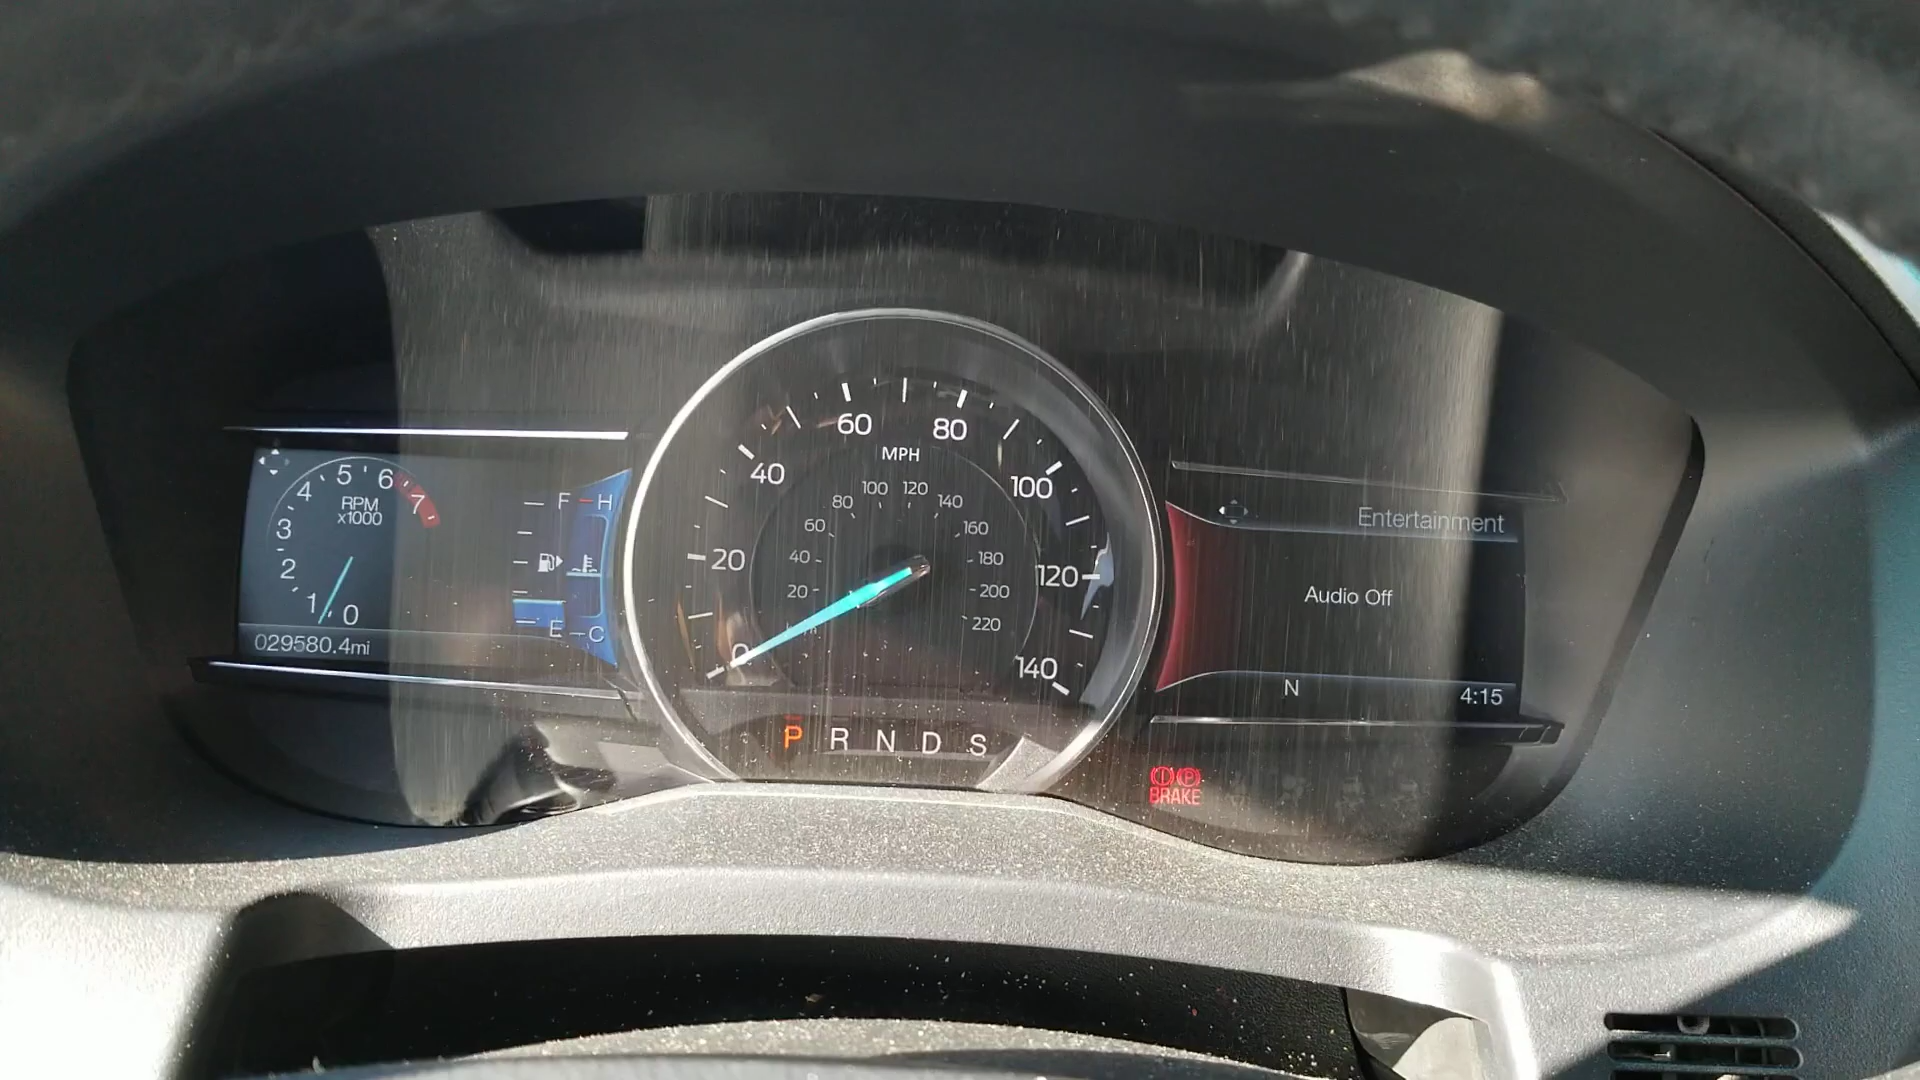 4 5 6 7
RPM
x1000
3
2
1 0
F H
E C
029580.4mi
0 20 40 60 80 100 120 140
MPH
20 40 60 80 100 120 140 160 180 200 220
P R N D S
Entertainment
Audio Off
N 4:15
P
BRAKE